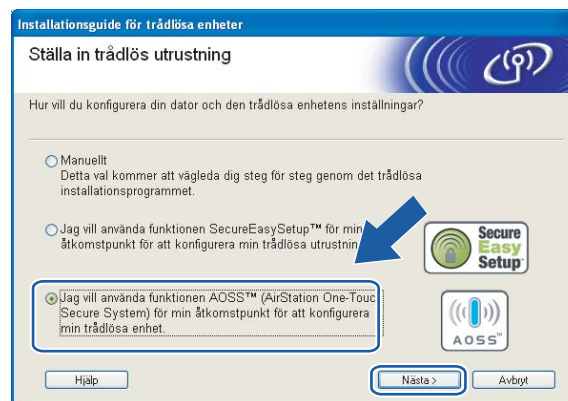 Installationsguide för trådlösa enheter
Ställa in trådlös utrustning
Hur vill du konfigurera din dator och den trådlösa enhetens inställningar?
Manuellt
Detta val kommer att vägleda dig steg för steg genom det trådlösa
installationsprogrammet.
Jag vill använda funktionen SecureEasySetup™ för min
åtkomstpunkt för att konfigurera min trådlösa utrustnin
Secure
Easy
Setup
Jag vill använda funktionen AOSS™ (AirStation One-Touc
Secure System) för min åtkomstpunkt för att konfigurera
min trådlösa enhet.
AOSS™
Hjälp
Nästa >
Avbryt